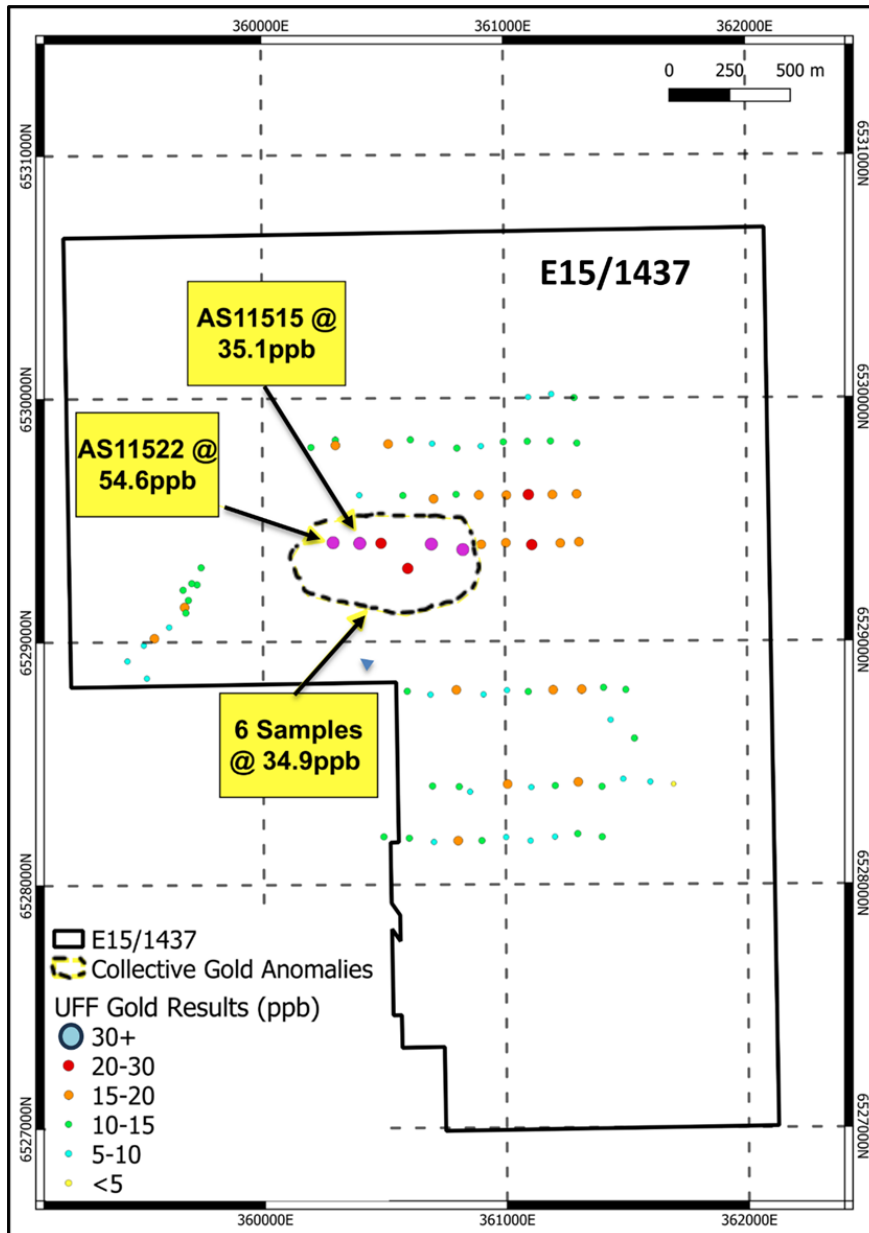 360000E 361000E 362000E
0 250 500 m
6531000N 6531000N
E15/1437
AS11515 @
35.1ppb
6530000N 6530000N
AS11522 @
54.6ppb
6529000N 6529000N
6 Samples
@ 34.9ppb
6528000N 6528000N
E15/1437
Collective Gold Anomalies
UFF Gold Results (ppb)
30+
20-30
15-20
10-15
5-10
<5
6527000N 6527000N
360000E 361000E 362000E